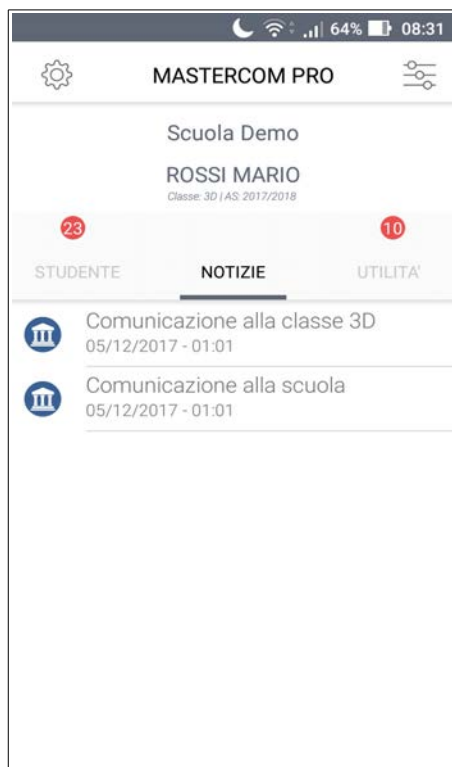 64% 08:31
MASTERCOM PRO
Scuola Demo
ROSSI MARIO
Classe: 3D | AS: 2017/2018
23 10
STUDENTE NOTIZIE UTILITA'
Comunicazione alla classe 3D
05/12/2017 - 01:01
Comunicazione alla scuola
05/12/2017 - 01:01